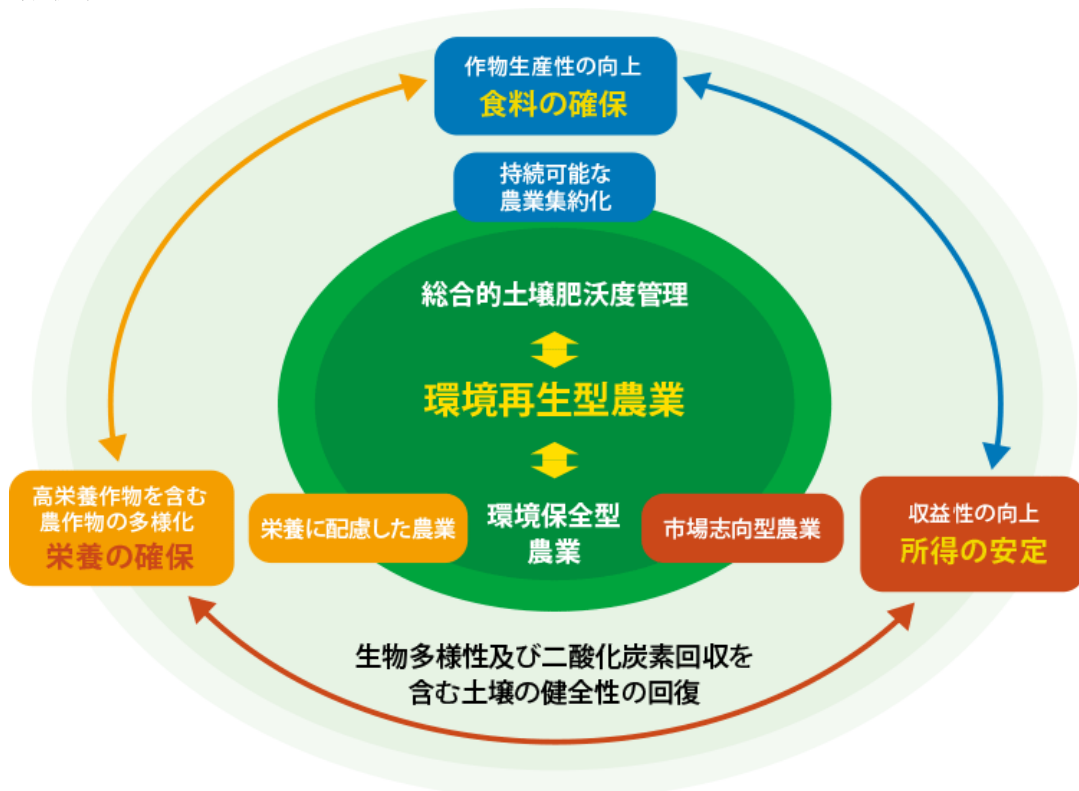 作物生産性の向上
食料の確保
持続可能な
農業集約化
総合的土壌肥沃度管理
環境再生型農業
高栄養作物を含む
農作物の多様化
栄養の確保
栄養に配慮した農業
環境保全型
農業
市場志向型農業
収益性の向上
所得の安定
生物多様性及び二酸化炭素回収を
含む土壌の健全性の回復